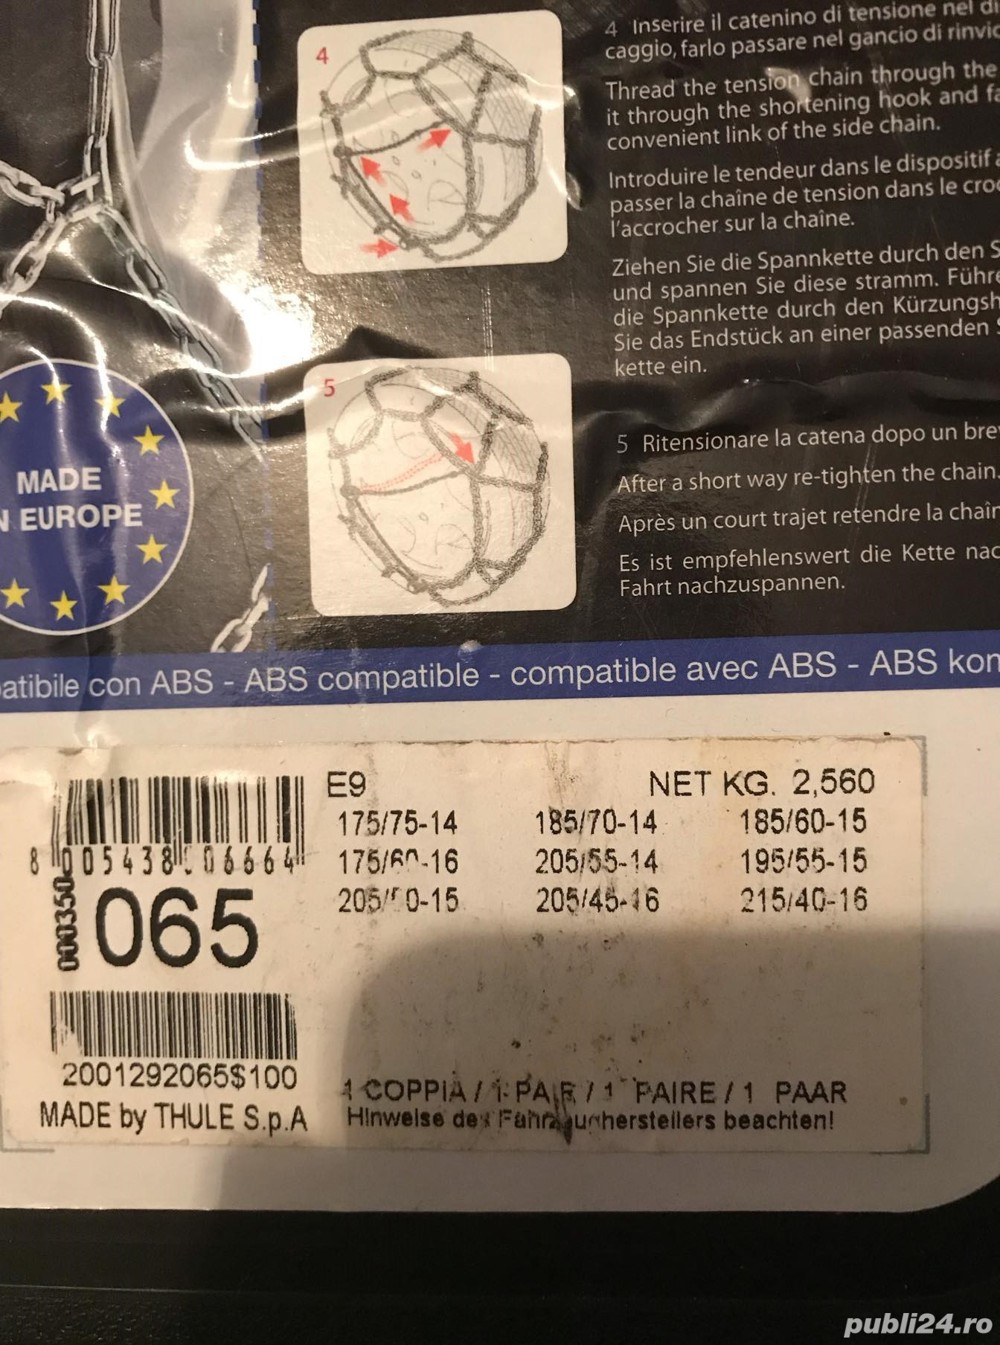 4
4 Inserire il catenino di tensione nel di
caggio, farlo passare nel gancio di rinvi
Thread the tension chain through the
it through the shortening hook and fa
convenient link of the side chain.
Introduire le tendeur dans le dispositif a
passer la chaîne de tension dans le cro
l'accrocher sur la chaîne.
Ziehen Sie die Spannkette durch den S
und spannen Sie diese stramm. Führe
die Spannkette durch den Kürzungsh
Sie das Endstück an einer passenden
kette ein.
5
5 Ritensionare la catena dopo un bre
After a short way re-tighten the chain.
Après un court trajet retendre la chaîn
Es ist empfehlenswert die Kette nac
Fahrt nachzuspannen.
MADE
N EUROPE
atibile con ABS - ABS compatible - compatible avec ABS - ABS kom
E9 NET KG. 2,560
175/75-14 185/70-14 185/60-15
205/55-14 195/55-15
205/45-16 215/40-16
000350
065
2001292065$100
MADE by THULE S.p.A
1 COPPIA / 1 PAIR / 1 PAIRE / 1 PAAR
Hinweise des Fahrzeugherstellers beachten!
publi24.ro